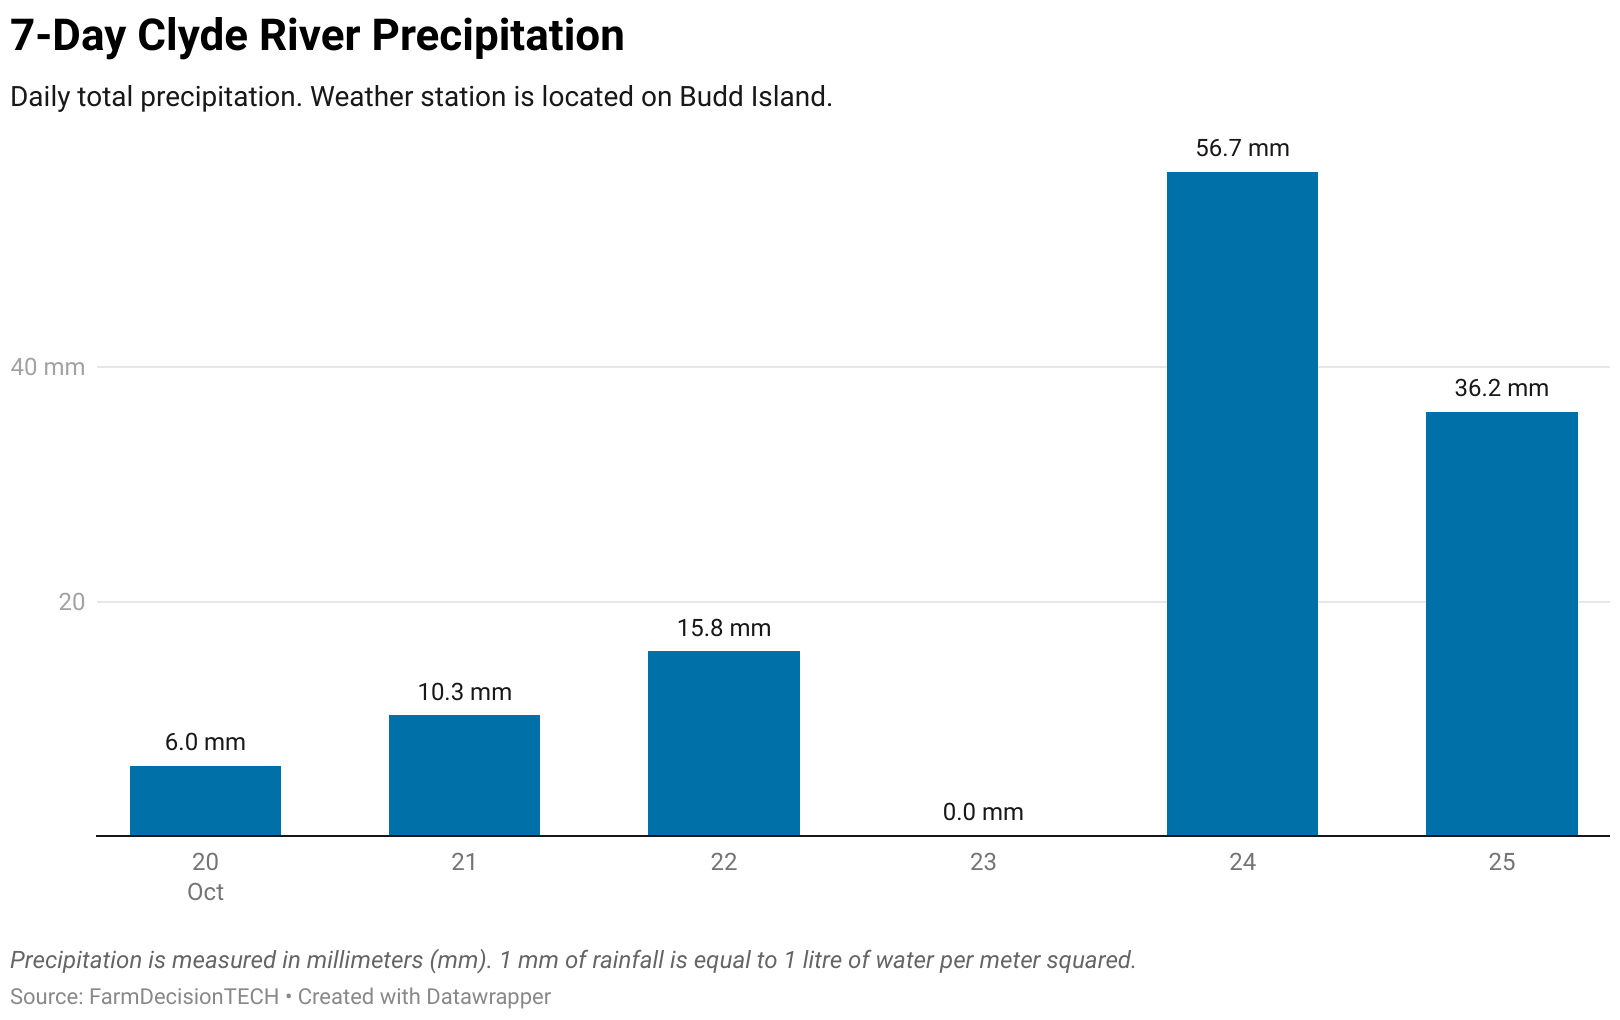 7-Day Clyde River Precipitation
Daily total precipitation. Weather station is located on Budd Island.
56.7 mm
40 mm
36.2 mm
20
15.8 mm
10.3 mm
6.0 mm
0.0 mm
20
21
22
23
24
25
Oct
Precipitation is measured in millimeters (mm). 1 mm of rainfall is equal to 1 litre of water per meter squared.
Source: FarmDecisionTECH • Created with Datawrapper